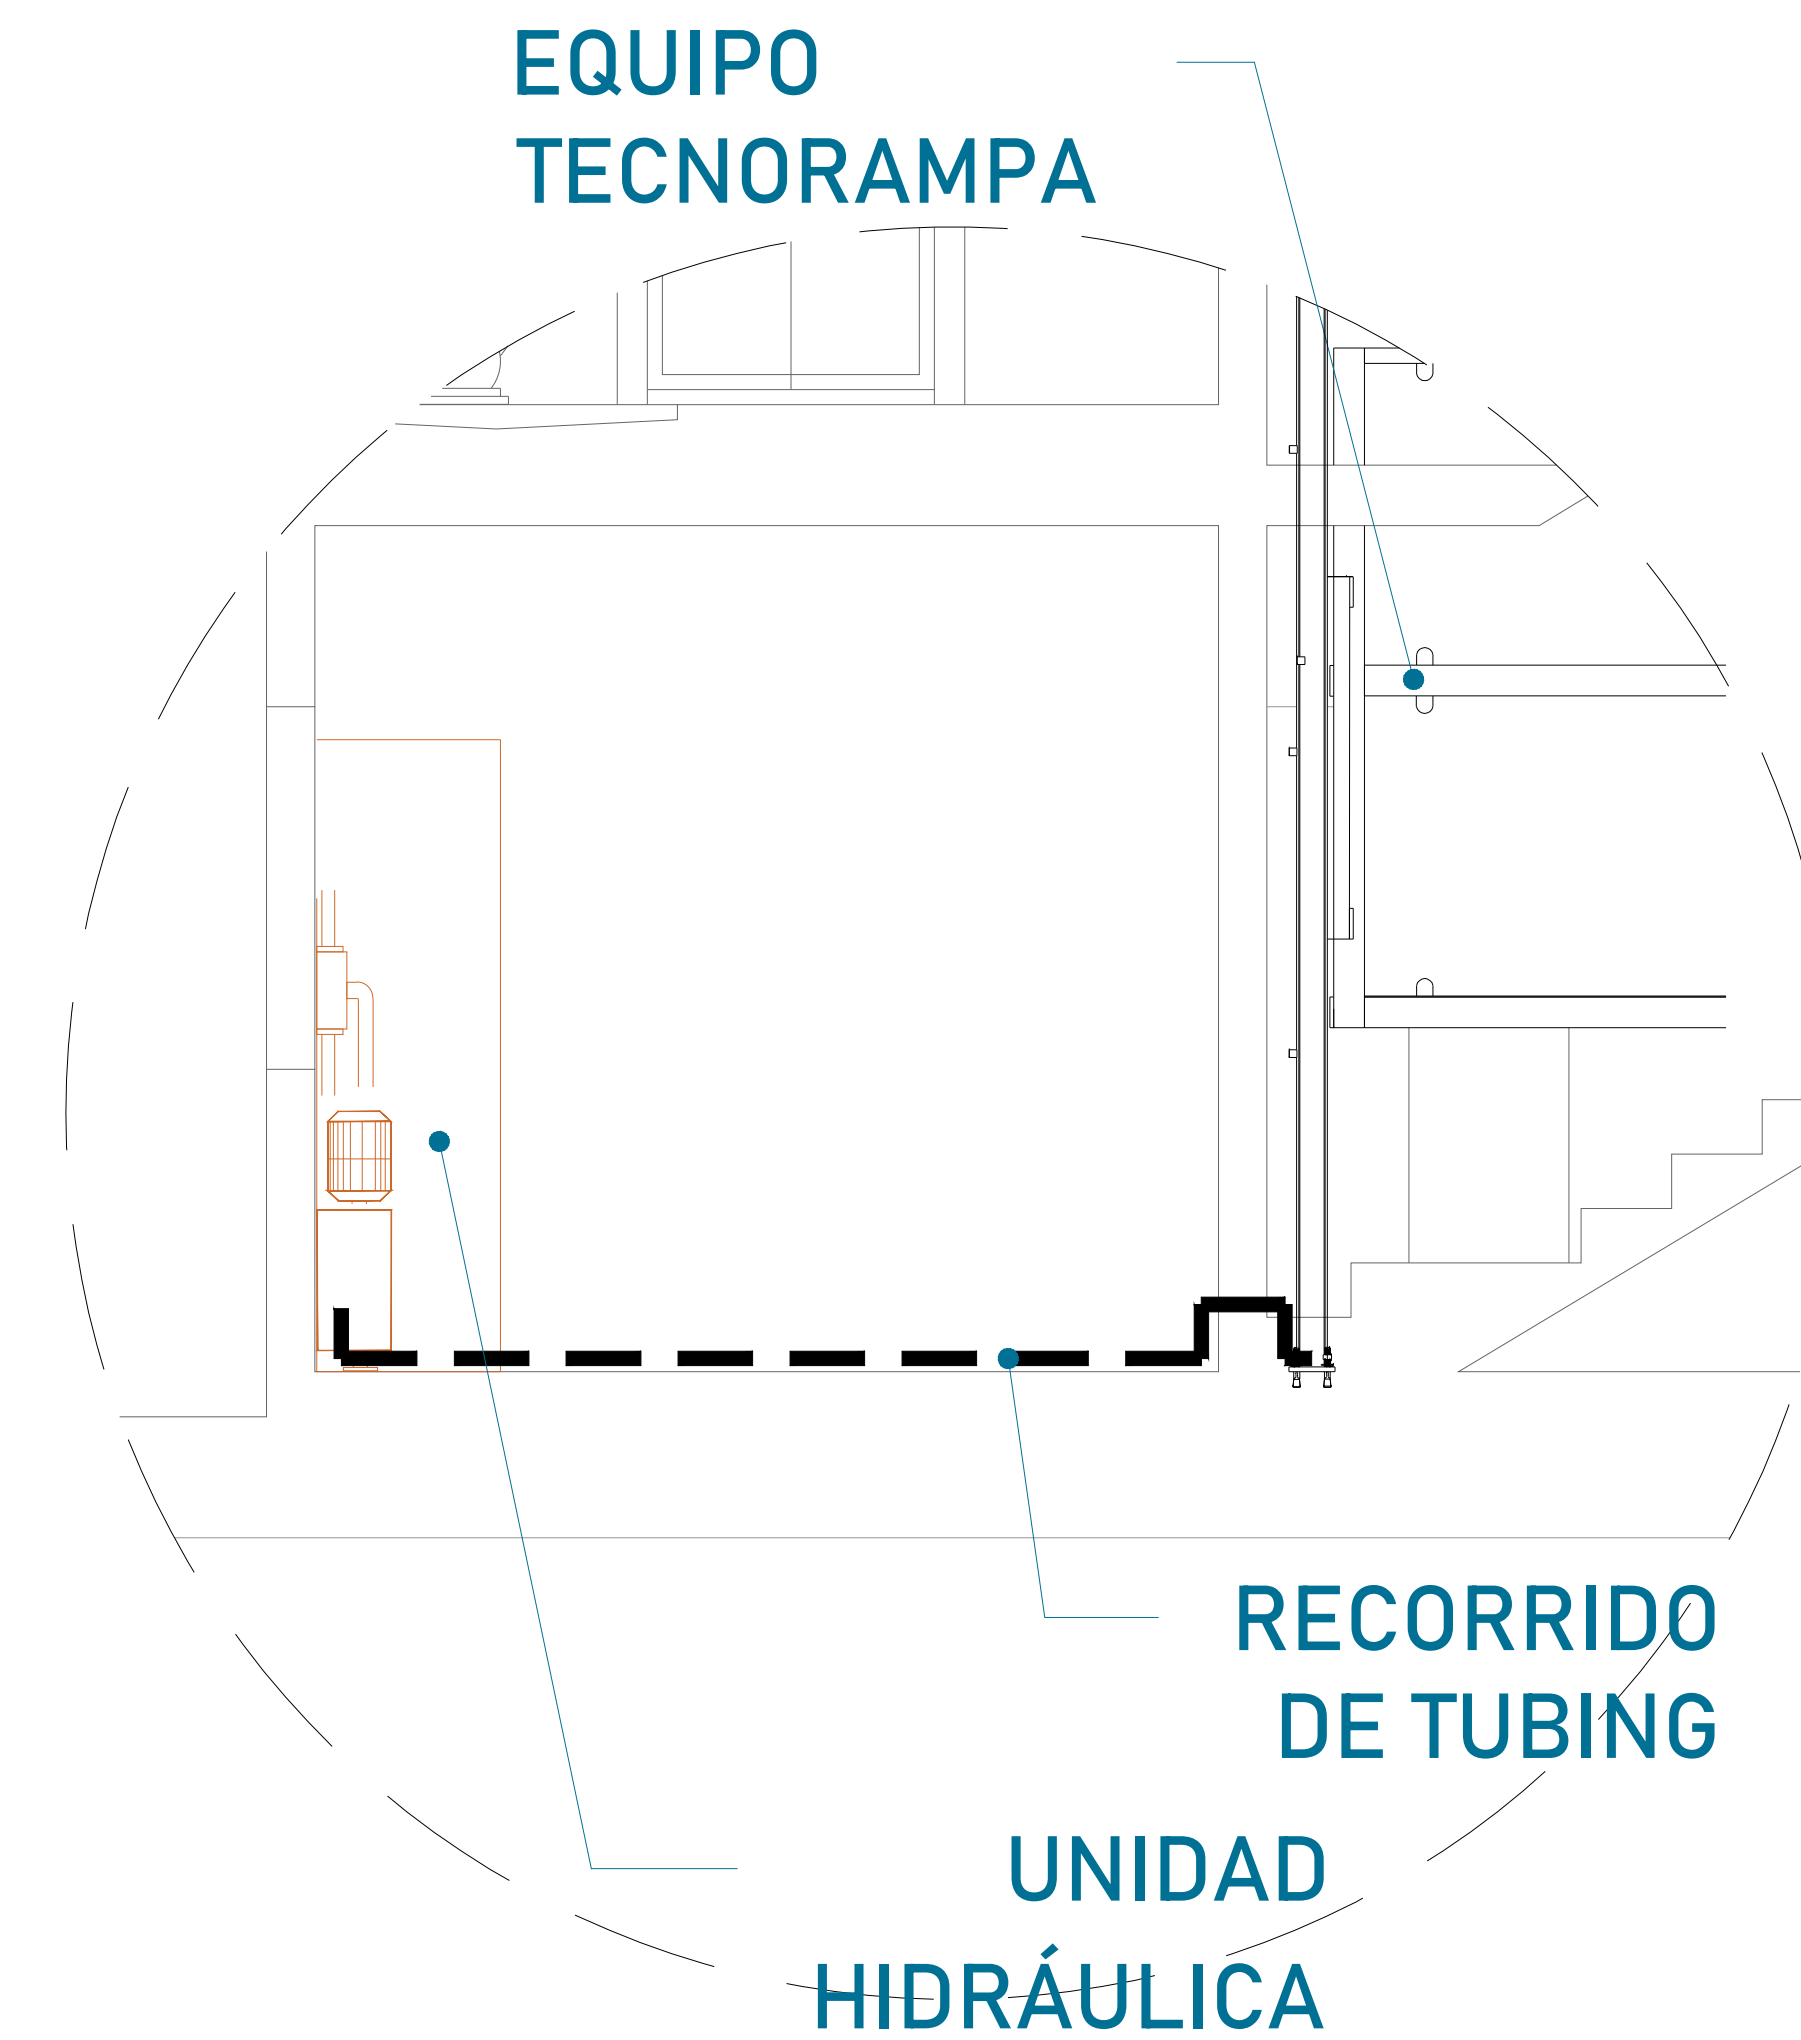 EQUIPO
TECNORAMPA
RECORRIDO
DE TUBING
UNIDAD
HIDRÁULICA